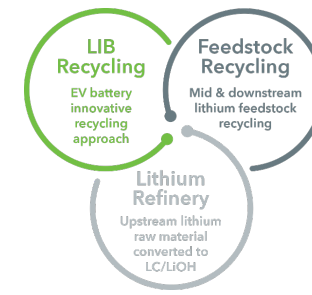 LIB
Recycling
EV battery
innovative
recycling
approach
Feedstock
Recycling
Mid & downstream
lithium feedstock
recycling
Lithium
Refinery
Upstream lithium
raw material
converted to
LC/LiOH